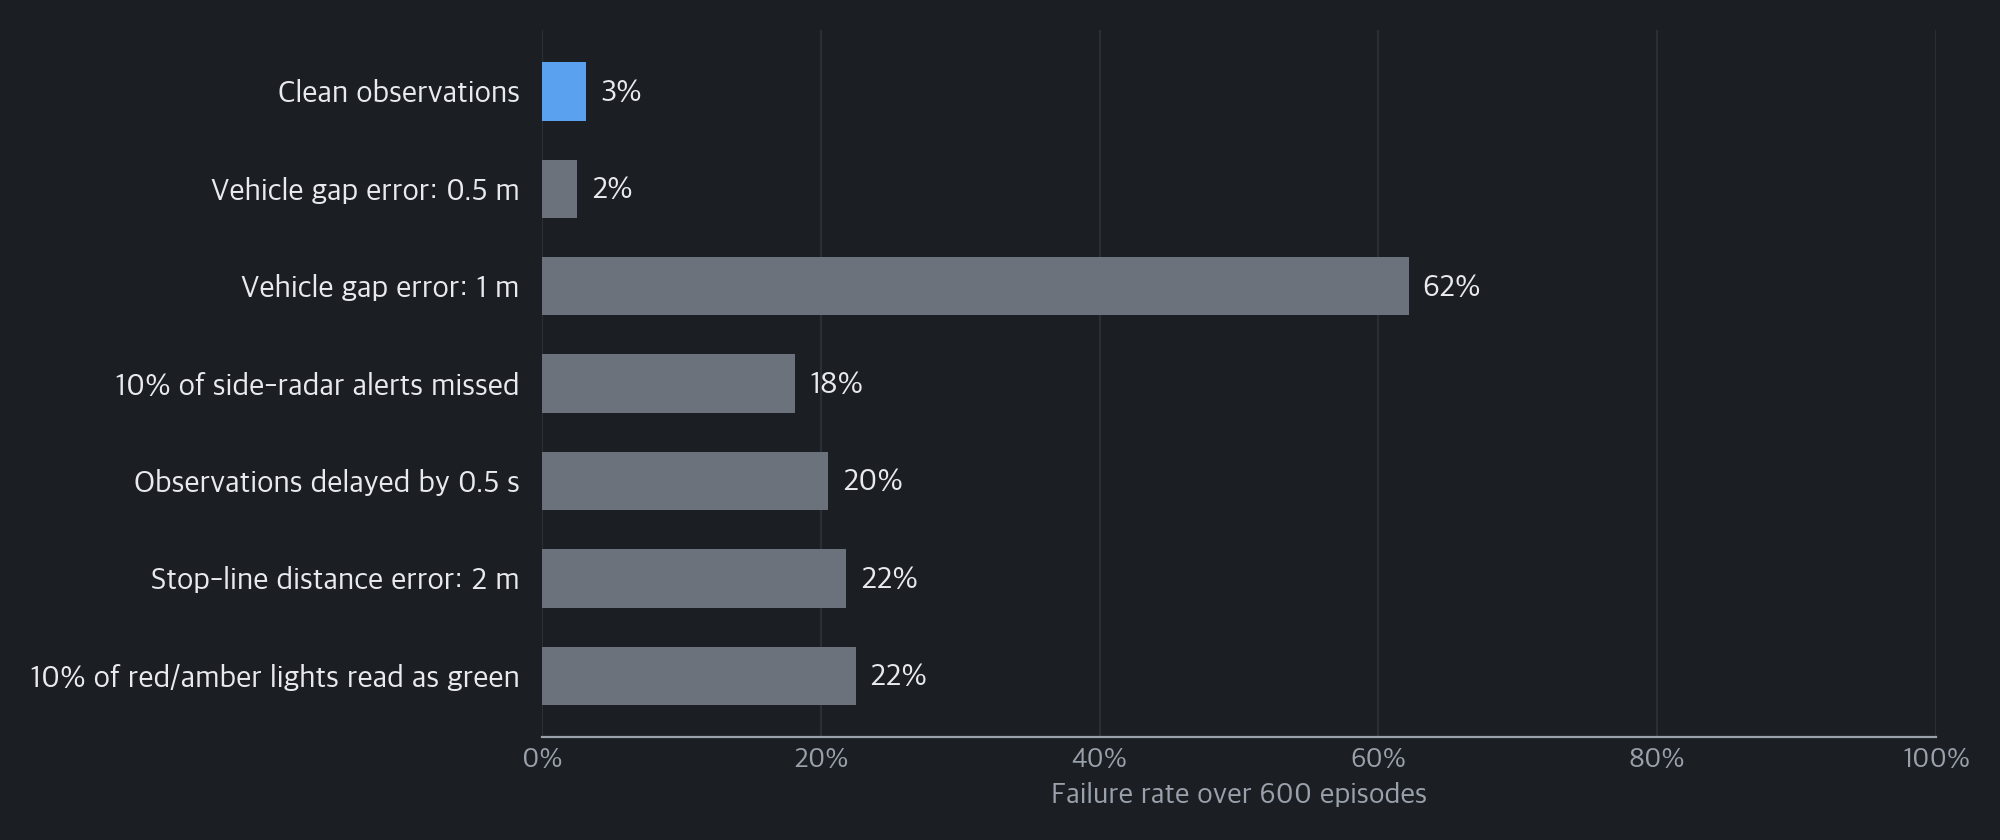 Clean observations 3%
Vehicle gap error: 0.5 m 2%
Vehicle gap error: 1 m 62%
10% of side-radar alerts missed 18%
Observations delayed by 0.5 s 20%
Stop-line distance error: 2 m 22%
10% of red/amber lights read as green 22%
0% 20% 40% 60% 80% 100%
Failure rate over 600 episodes